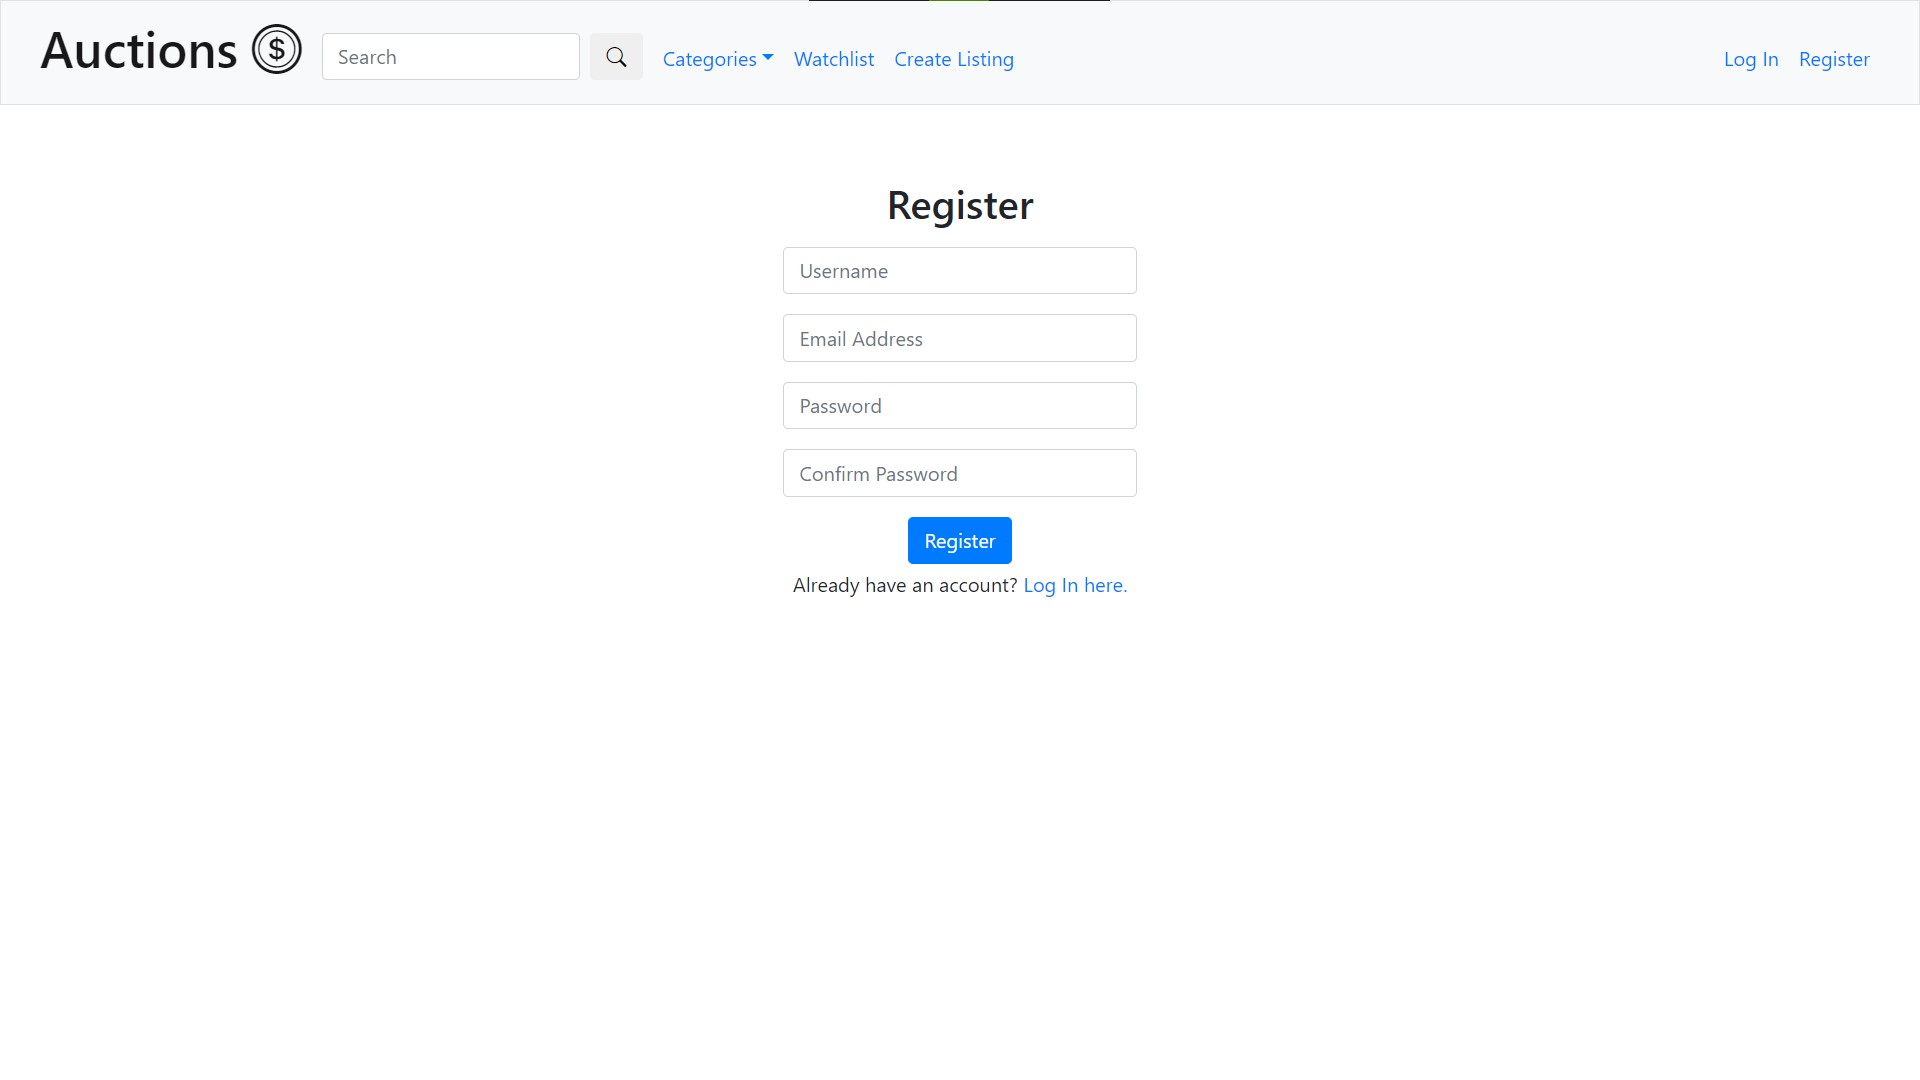 Auctions $ Search Categories Watchlist Create Listing Log In Register
Register
Username
Email Address
Password
Confirm Password
Register
Already have an account? Log In here.